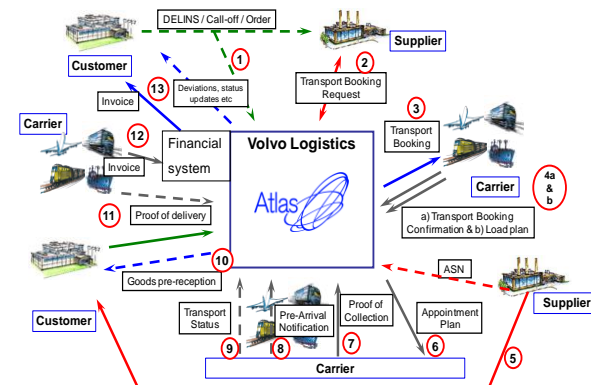 DELINS / Call-off / Order
Customer
Supplier
1
2
Transport Booking
Request
13
Deviations, status
updates etc
Invoice
3
Carrier
12
Financial
system
Volvo Logistics
Transport
Booking
Invoice
Atlas
Carrier
4a
&
b
11
Proof of delivery
a) Transport Booking
Confirmation & b) Load plan
10
ASN
Goods pre-reception
Supplier
Customer
Transport
Status
Pre-Arrival
Notification
Proof of
Collection
Appointment
Plan
9
8
7
6
5
Carrier